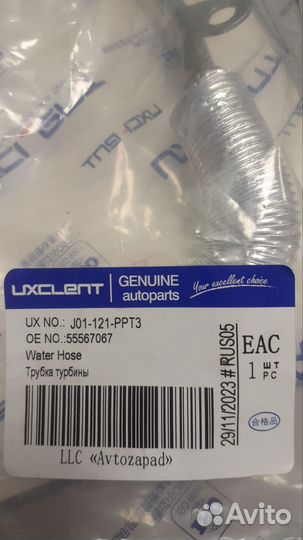 UXCLENT
GENUINE
autoparts
Your excellent choice
UX NO.: J01-121-PPT3
OE NO.:55567067
Water Hose
Трубка турбины
29/11/2023#RUS05
EAC
1 ШТ
PC
合格品
LLC «Avtozapad»
Avito